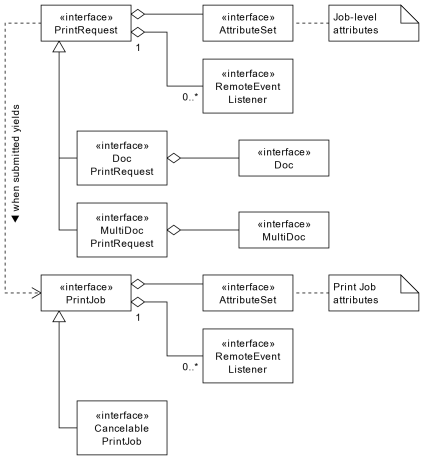 «interface»
PrintRequest
«interface»
AttributeSet
Job-level
attributes
1
«interface»
RemoteEvent
Listener
0..*
«interface»
Doc
PrintRequest
«interface»
Doc
«interface»
MultiDoc
PrintRequest
«interface»
MultiDoc
◀ when submitted yields
«interface»
PrintJob
«interface»
AttributeSet
Print Job
attributes
1
«interface»
RemoteEvent
Listener
0..*
«interface»
Cancelable
PrintJob